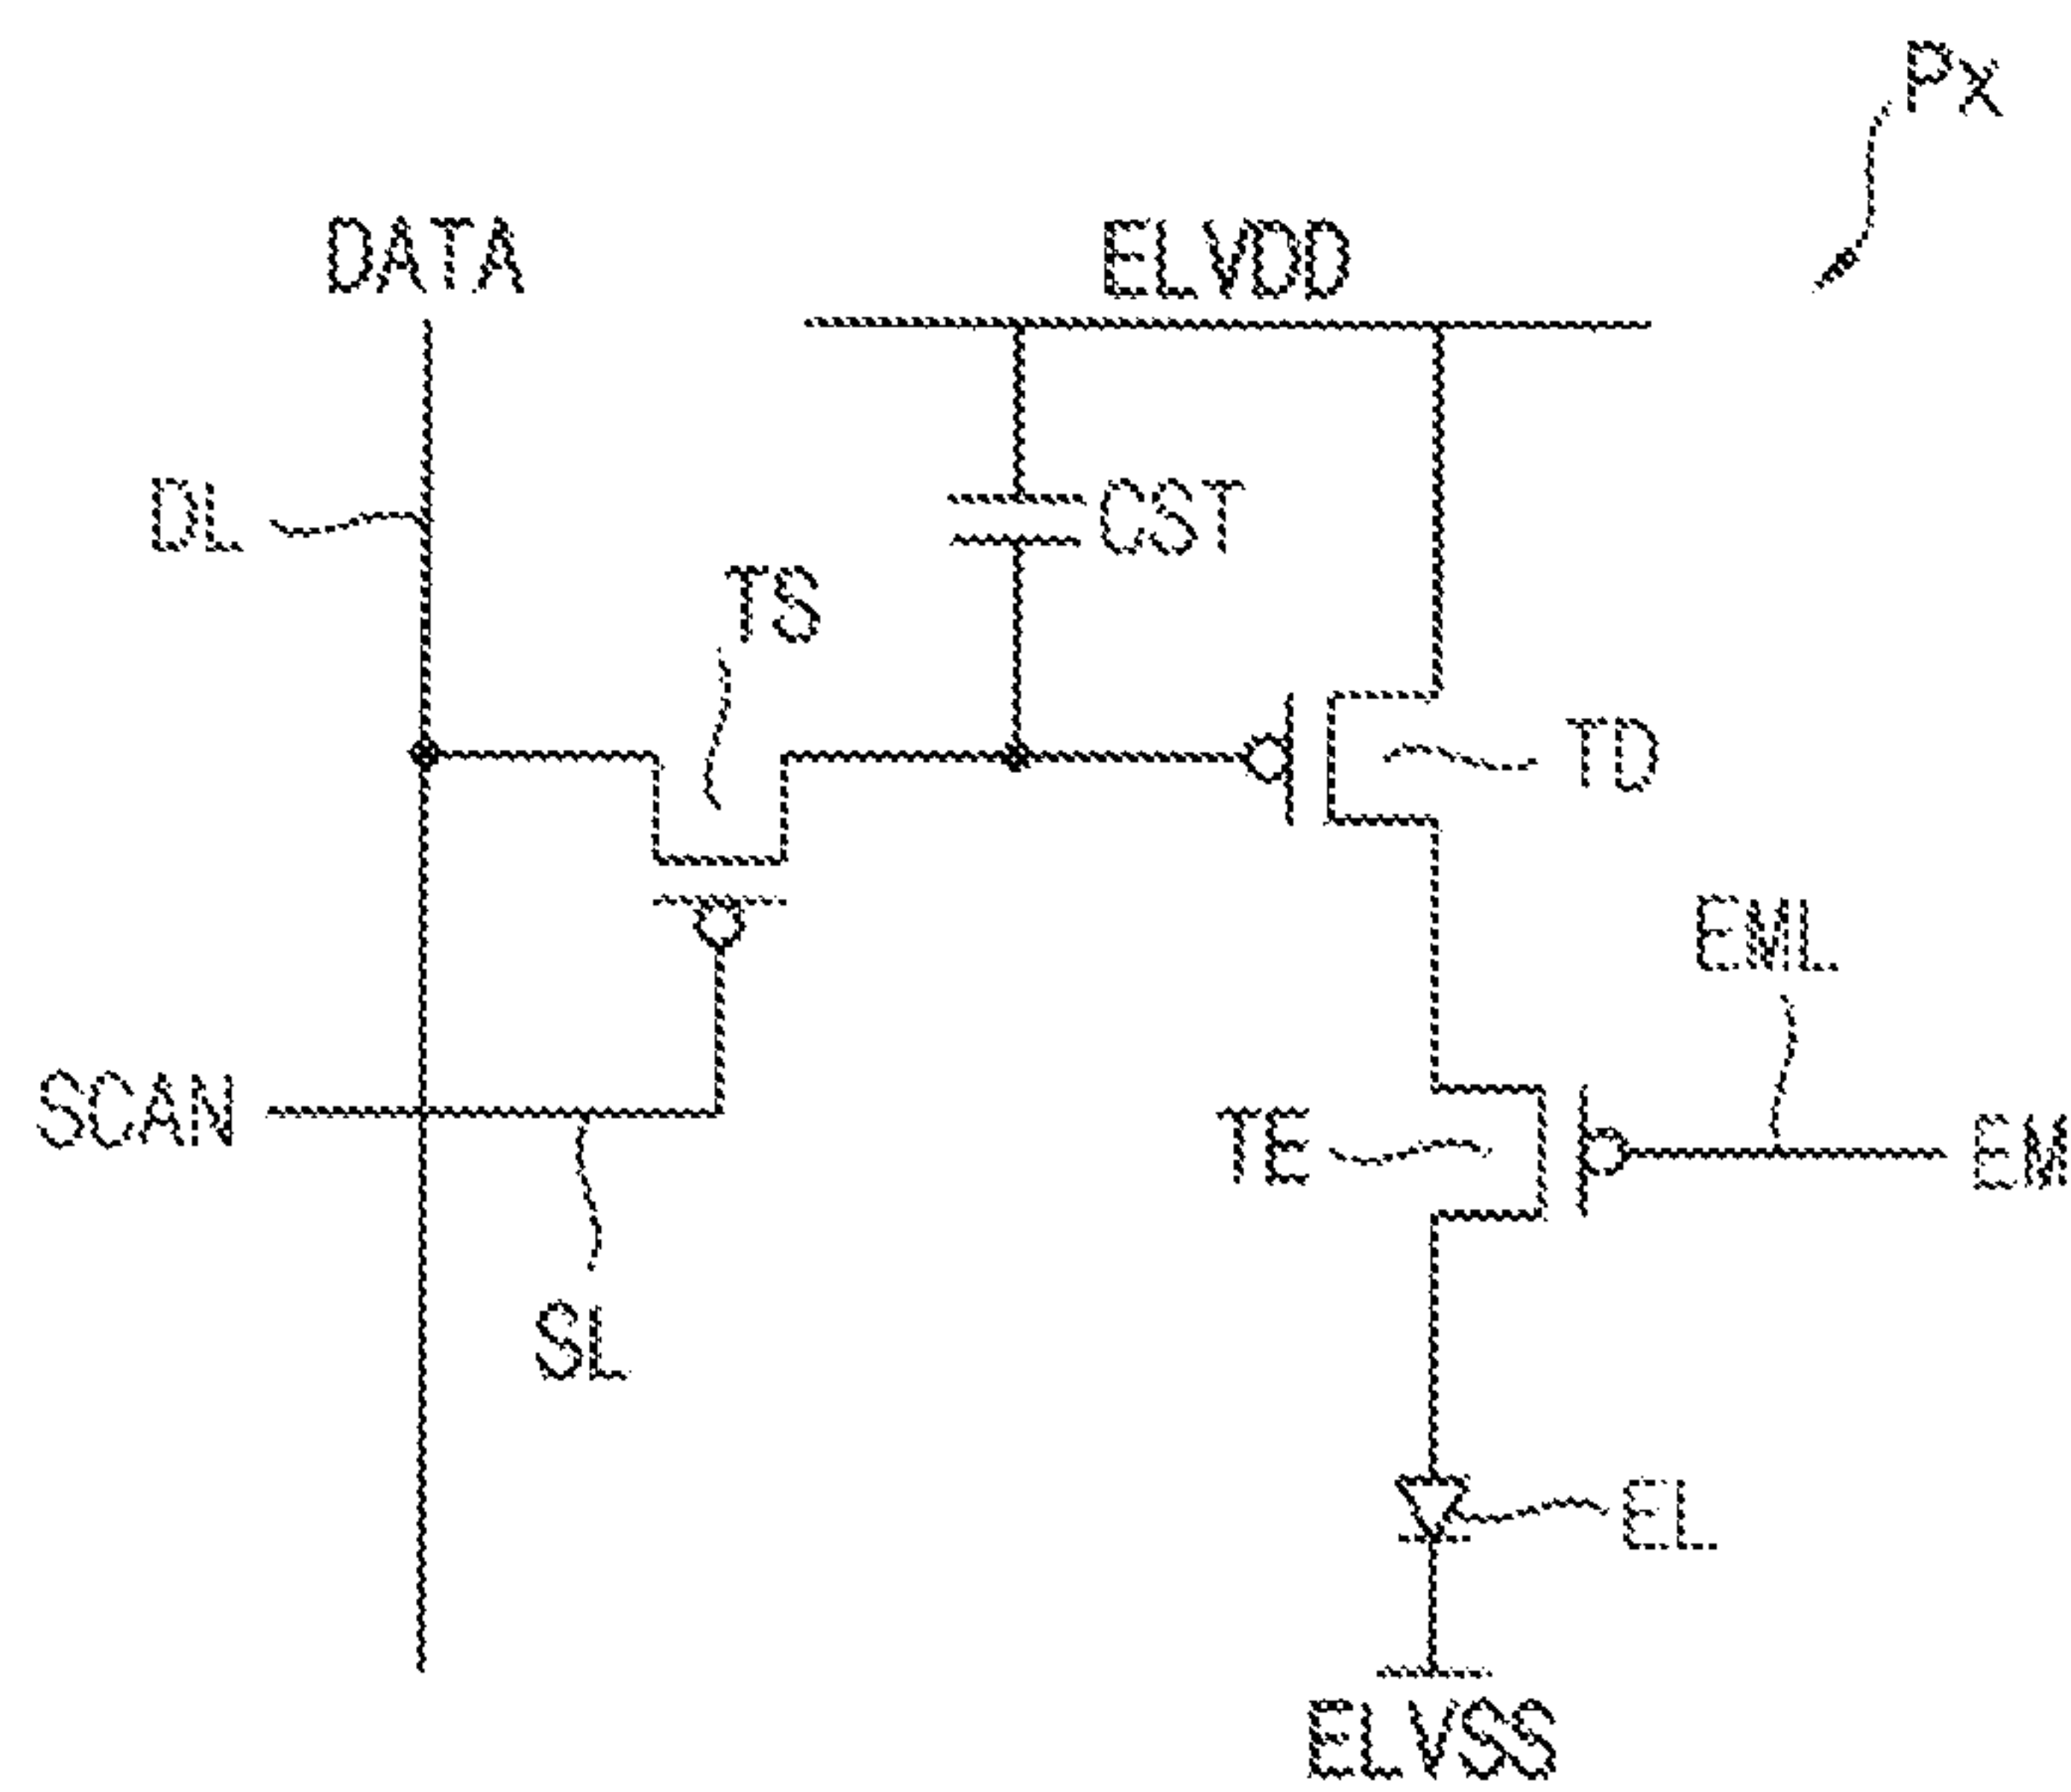 PX
DATA
ELVDD
DL
CST
TS
TD
EML
SCAN
TE
EM
SL
EL
ELVSS